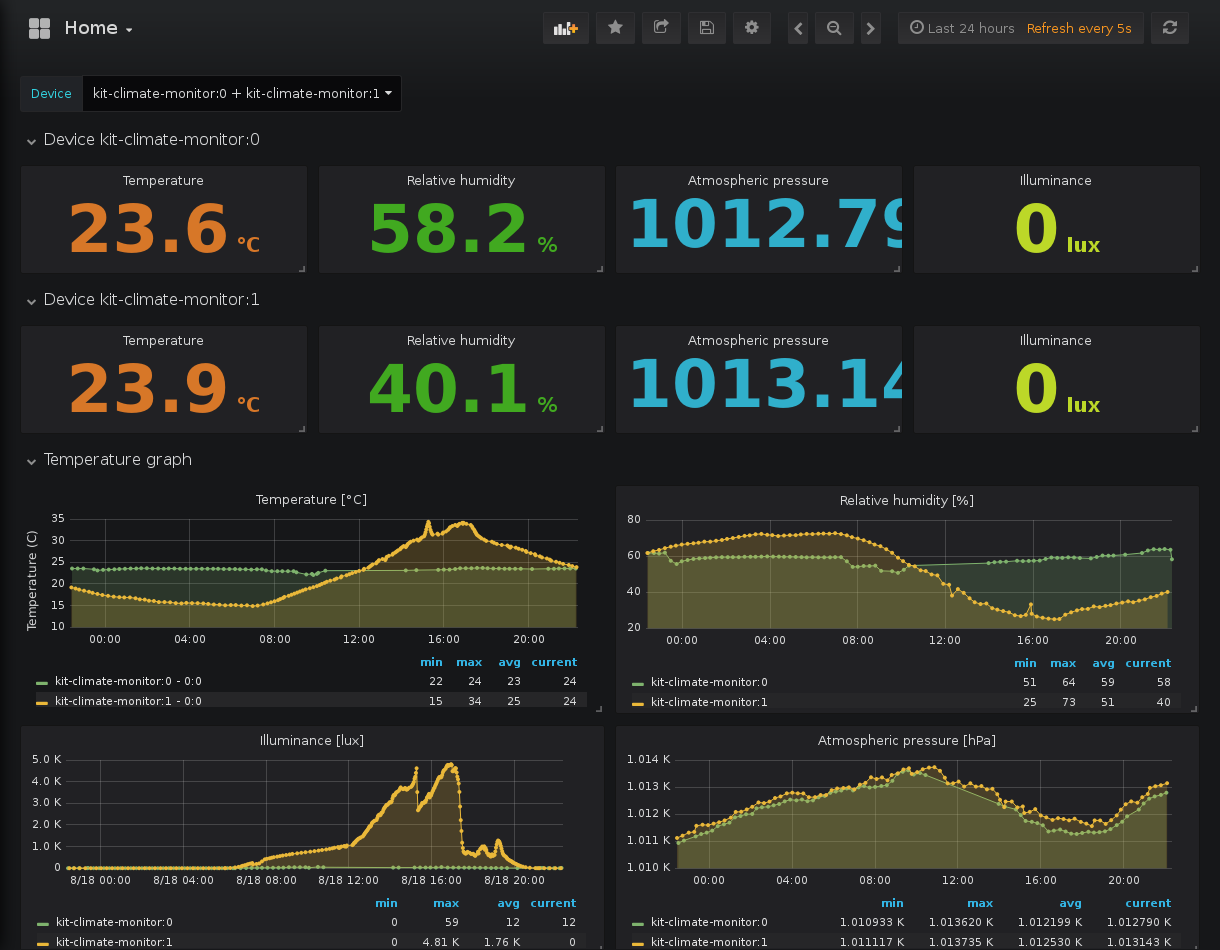 Home
Last 24 hours Refresh every 5s
Device kit-climate-monitor:0 + kit-climate-monitor:1
Device kit-climate-monitor:0
Temperature Relative humidity Atmospheric pressure Illuminance
23.6 °C 58.2 % 1012.79 0 lux
Device kit-climate-monitor:1
Temperature Relative humidity Atmospheric pressure Illuminance
23.9 °C 40.1 % 1013.14 0 lux
Temperature graph
Temperature [°C]
Temperature (C)
35
30
25
20
15
10
00:00 04:00 08:00 12:00 16:00 20:00
min max avg current
kit-climate-monitor:0 - 0:0 22 24 23 24
kit-climate-monitor:1 - 0:0 15 34 25 24
Relative humidity [%]
80
60
40
20
00:00 04:00 08:00 12:00 16:00 20:00
min max avg current
kit-climate-monitor:0 51 64 59 58
kit-climate-monitor:1 25 73 51 40
Illuminance [lux]
5.0 K
4.0 K
3.0 K
2.0 K
1.0 K
0
8/18 00:00 8/18 04:00 8/18 08:00 8/18 12:00 8/18 16:00 8/18 20:00
min max avg current
kit-climate-monitor:0 0 59 12 12
kit-climate-monitor:1 0 4.81 K 1.76 K 0
Atmospheric pressure [hPa]
1.014 K
1.013 K
1.012 K
1.011 K
1.010 K
00:00 04:00 08:00 12:00 16:00 20:00
min max avg current
kit-climate-monitor:0 1.010933 K 1.013620 K 1.012199 K 1.012790 K
kit-climate-monitor:1 1.011117 K 1.013735 K 1.012530 K 1.013143 K